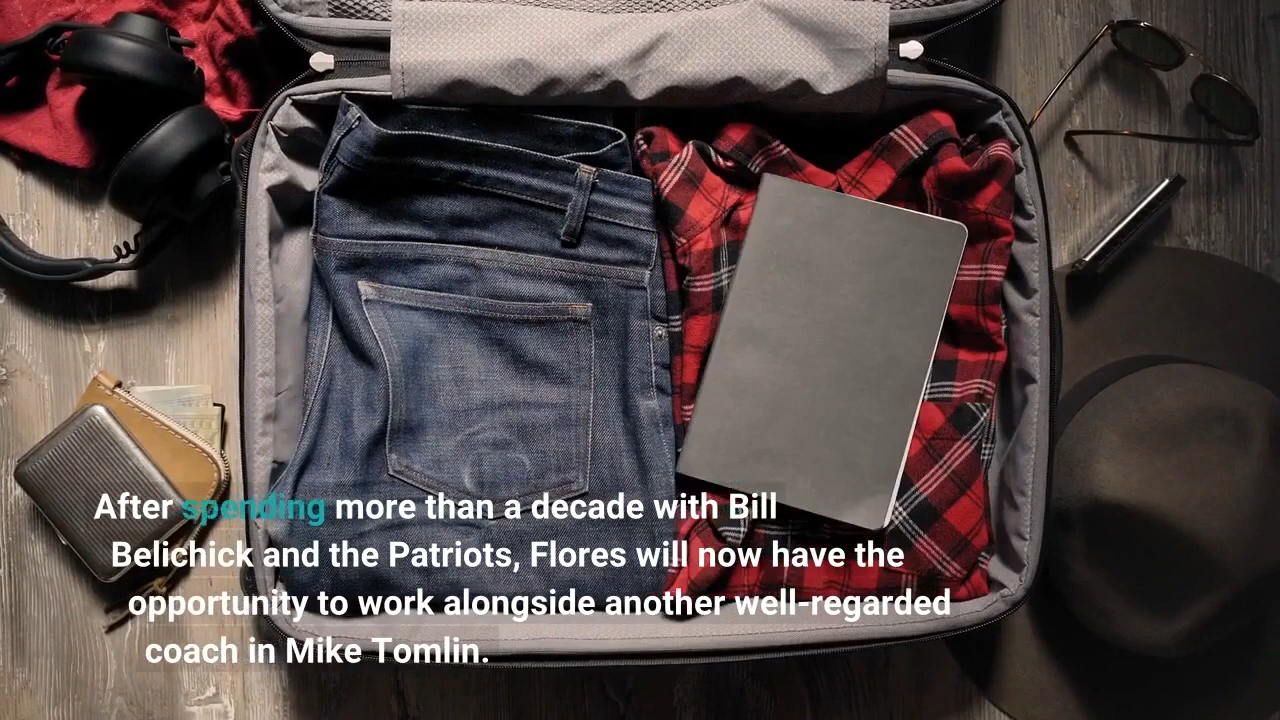 After spending more than a decade with Bill
Belichick and the Patriots, Flores will now have the
opportunity to work alongside another well-regarded
coach in Mike Tomlin.